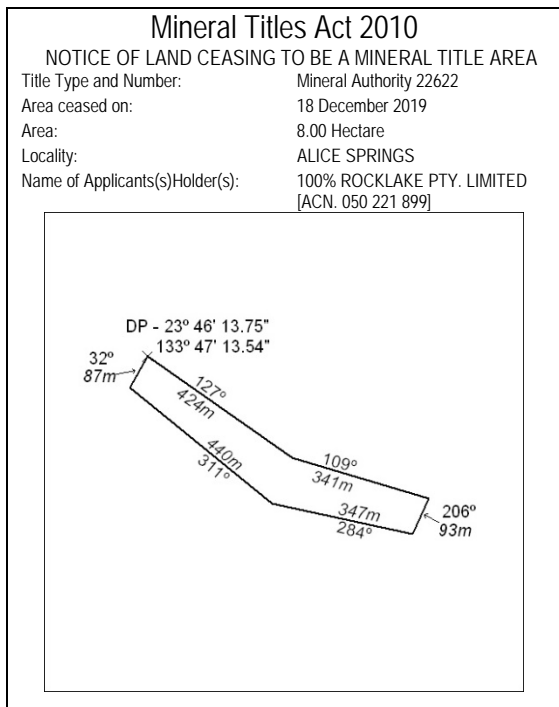 Mineral Titles Act 2010
NOTICE OF LAND CEASING TO BE A MINERAL TITLE AREA
Title Type and Number: Mineral Authority 22622
Area ceased on: 18 December 2019
Area: 8.00 Hectare
Locality: ALICE SPRINGS
Name of Applicants(s)Holder(s): 100% ROCKLAKE PTY. LIMITED
[ACN. 050 221 899]
DP - 23º 46' 13.75"
133º 47' 13.54"
32º
87m
127º
424m
109º
341m
440m
311º
347m
284º
206º
93m